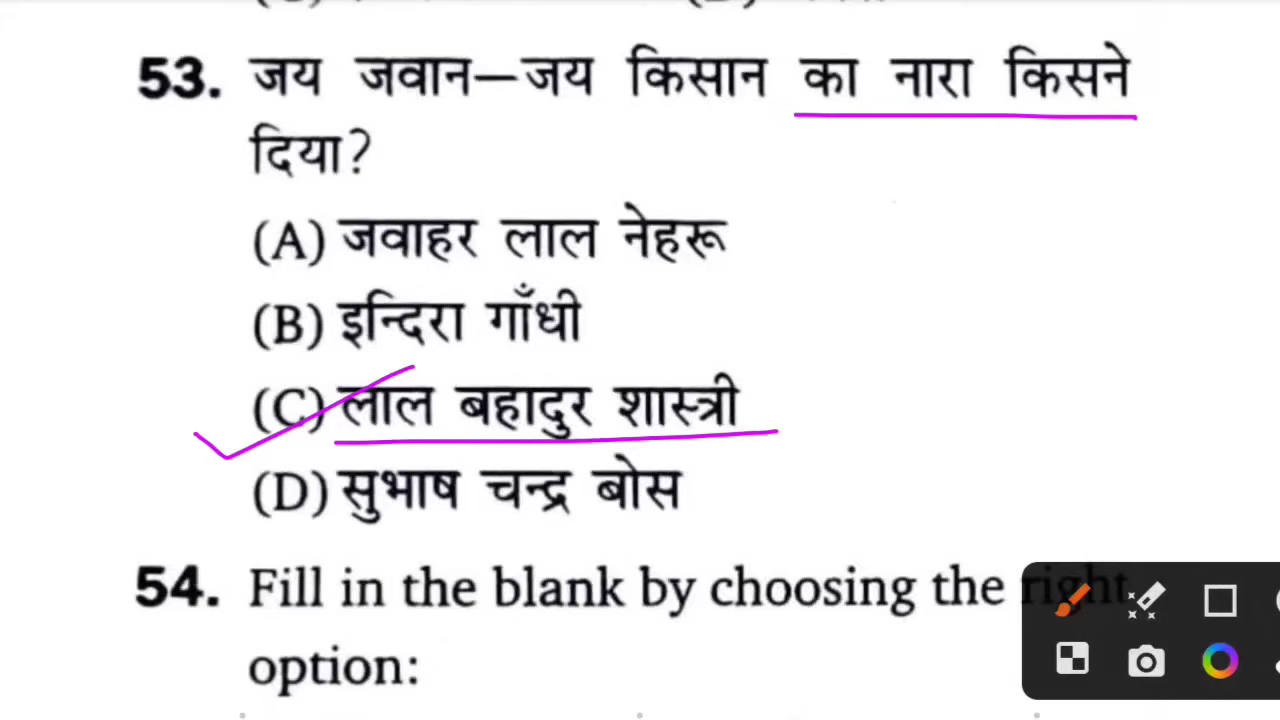 53. जय जवान—जय किसान का नारा किसने
दिया?
(A) जवाहर लाल नेहरू
(B) इन्दिरा गाँधी
(C) लाल बहादुर शास्त्री
(D) सुभाष चन्द्र बोस
54. Fill in the blank by choosing the right
option: